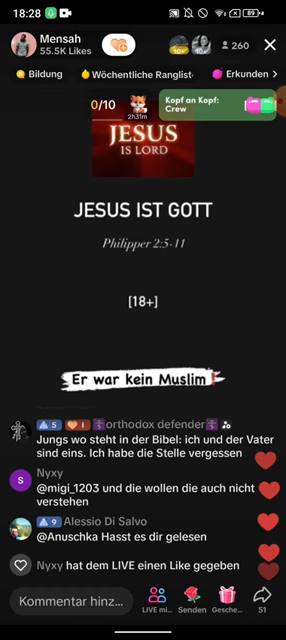 18:28
89
Mensah
55.5K Likes
260
Bildung
Wöchentliche Ranglist
Erkunden
0/10
2h31m
Kopf an Kopf:
Crew
JESUS
IS LORD
JESUS IST GOTT
Philipper 2:5-11
[18+]
Er war kein Muslim
5 I orthodox defender
Jungs wo steht in der Bibel: ich und der Vater
sind eins. Ich habe die Stelle vergessen
S
Nyxy
@migi_1203 und die wollen die auch nicht
verstehen
9 Alessio Di Salvo
@Anuschka Hasst es dir gelesen
Nyxy hat dem LIVE einen Like gegeben
Kommentar hinz...
LIVE mi...
Senden
Gesche...
51